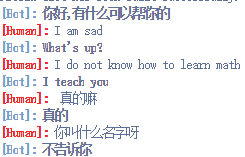 [Bot]: 你好,有什么可以帮你的
[Human]: I am sad
[Bot]: What's up?
[Human]: I do not know how to learn math
[Bot]: I teach you
[Human]: 真的麻
[Bot]: 真的
[Human]: 你叫什么名字呀
[Bot]: 不告诉你